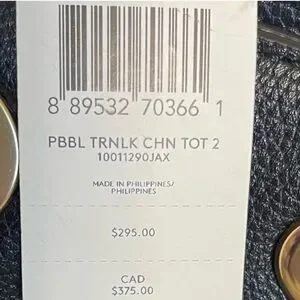 8 89532 70366 1
PBBL TRNLK CHN TOT 2
10011290JAX
MADE IN PHILIPPINES/
PHILIPPINES
$295.00
CAD
$375.00